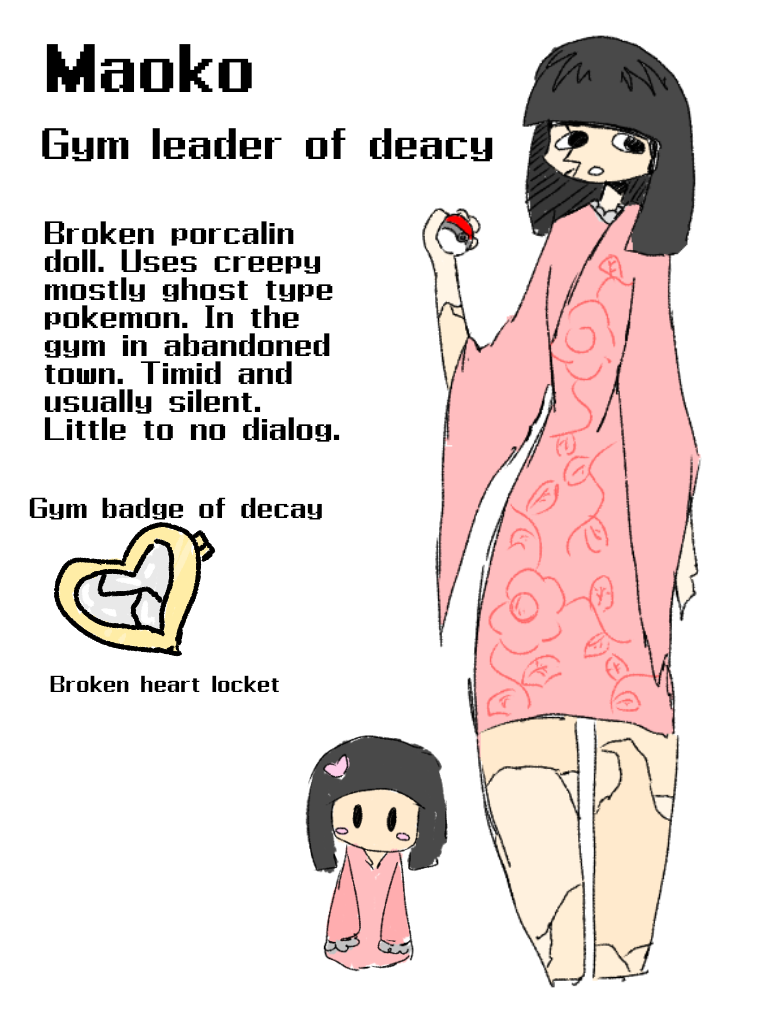 Maoko
Gym leader of deacy
Broken porcalin
doll. Uses creepy
mostly ghost type
pokemon. In the
gym in abandoned
town. Timid and
usually silent.
Little to no dialog.
Gym badge of decay
Broken heart locket